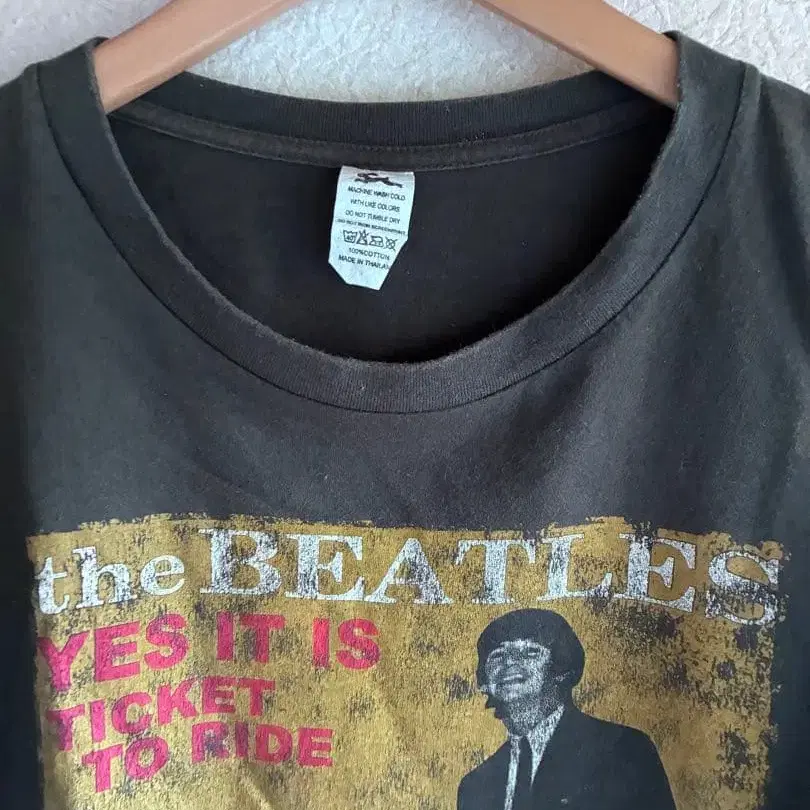 MACHINE WASH COLD
WITH LIKE COLORS
DO NOT TUMBLE DRY
100% COTTON
MADE IN THAILAN
the BEATLES
YES IT IS
TICKET
TO RIDE